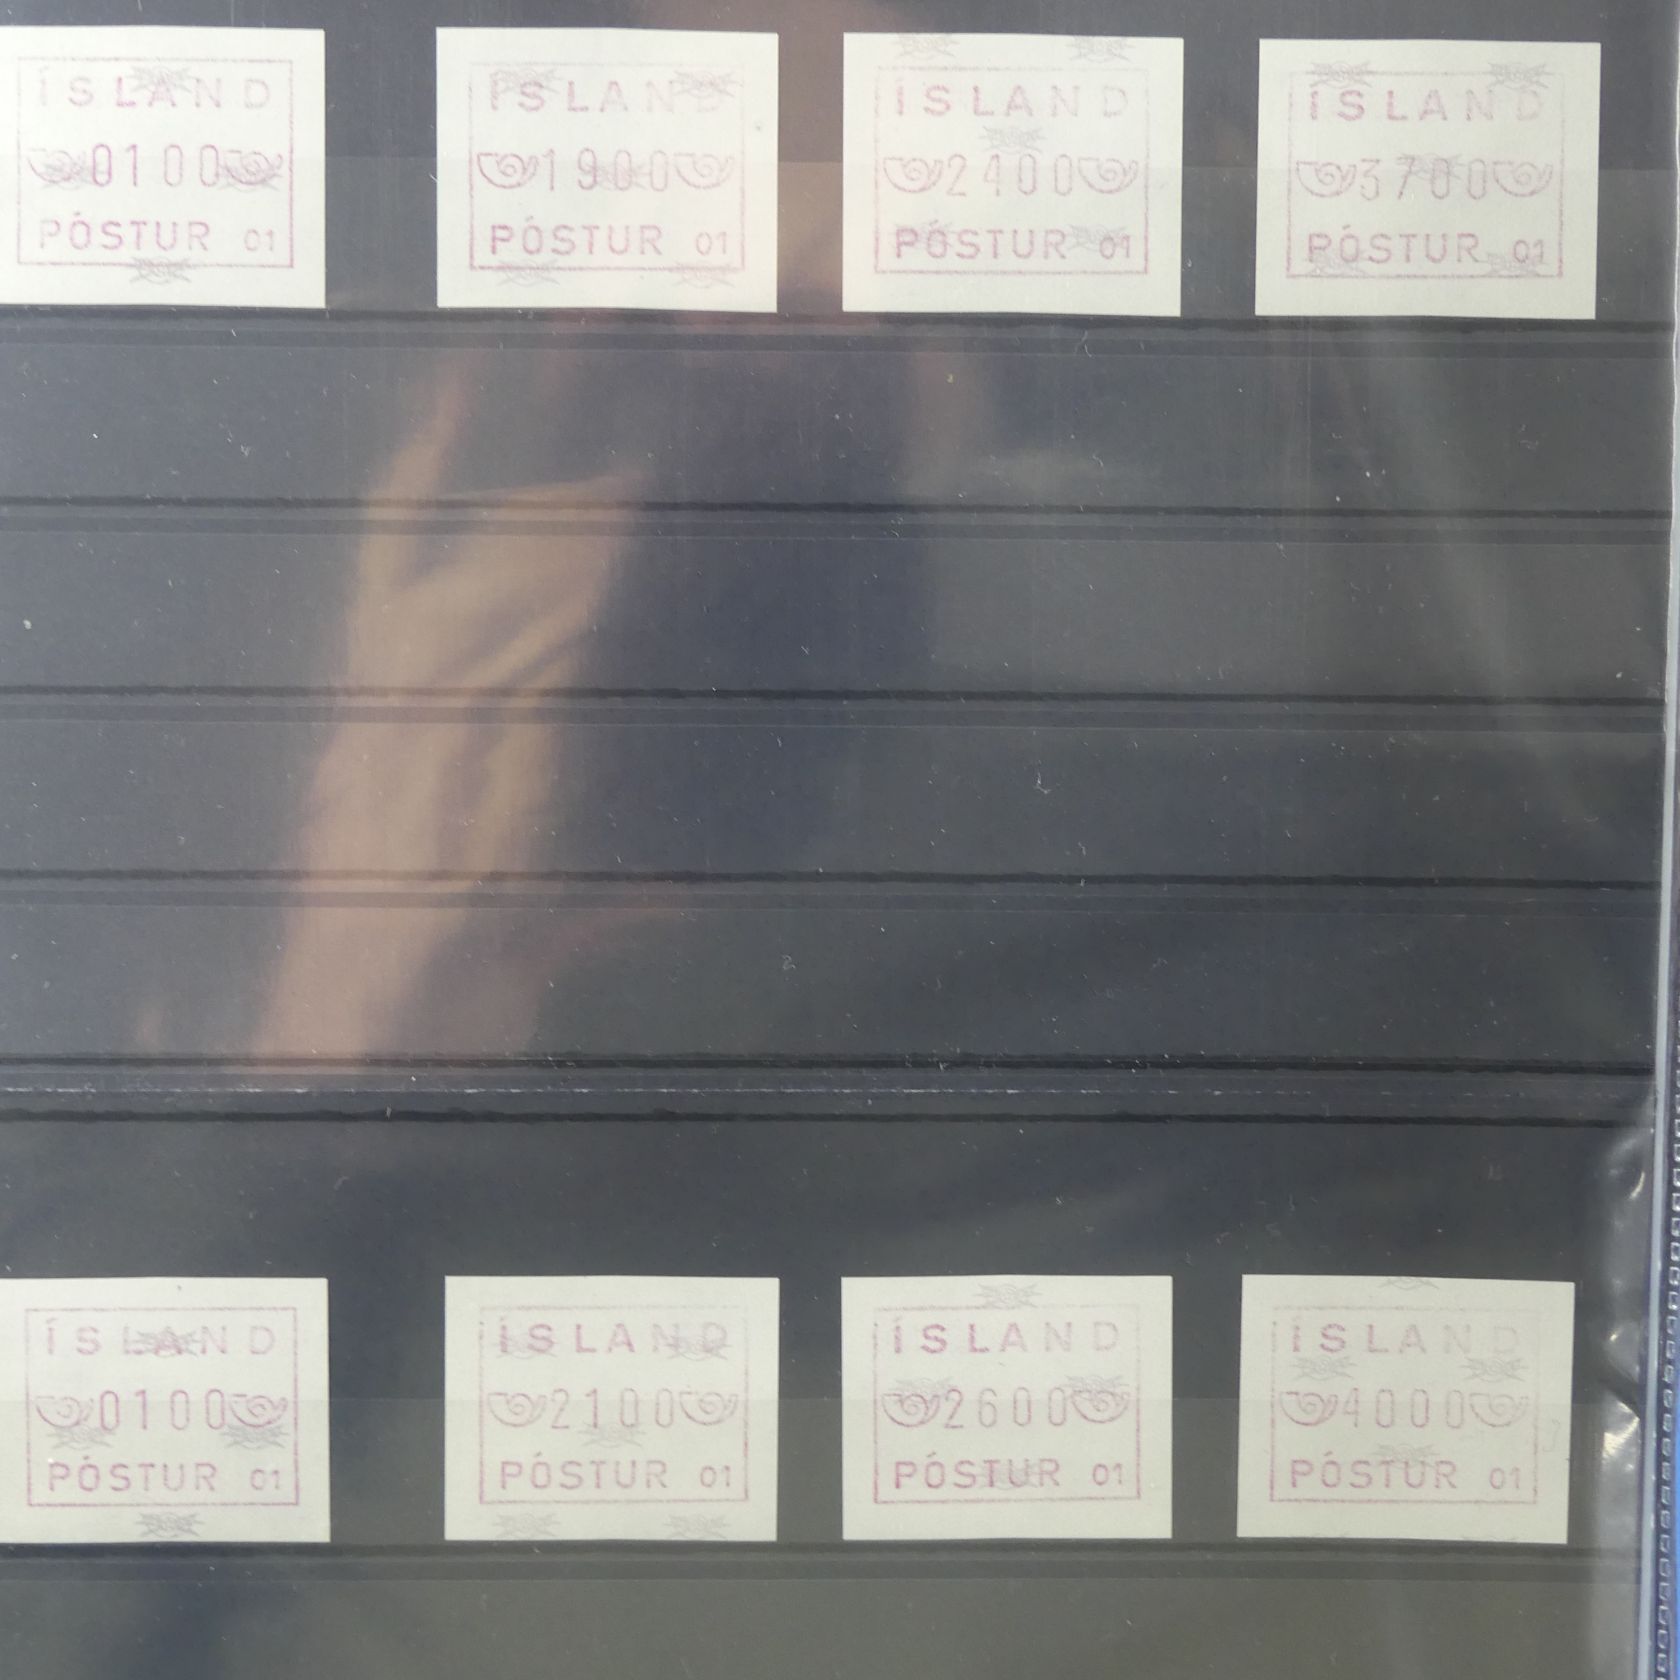 ÍSLAND
0100
PÓSTUR 01
ÍSLAND
1900
PÓSTUR 01
ÍSLAND
2400
PÓSTUR 01
ÍSLAND
3700
PÓSTUR 01
ÍSLAND
0100
PÓSTUR 01
ÍSLAND
2100
PÓSTUR 01
ÍSLAND
2600
PÓSTUR 01
ÍSLAND
4000
PÓSTUR 01